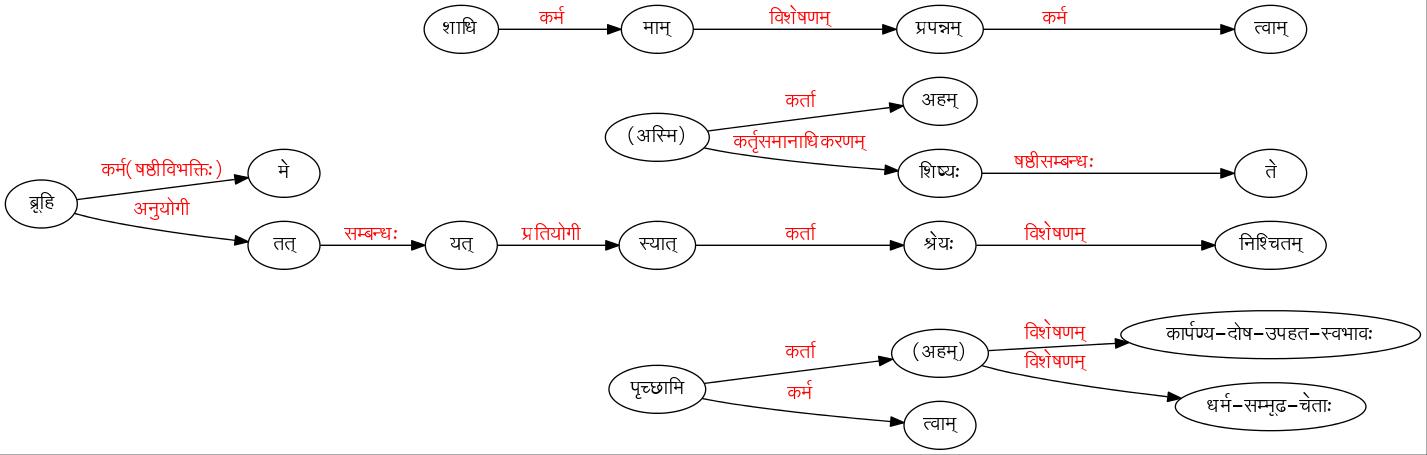 शाधि कर्म माम् विशेषणम् प्रपन्नम् कर्म त्वाम्
कर्ता अहम्
(अस्मि)
कर्तृसमानाधिकरणम्
शिष्यः षष्ठीसम्बन्धः ते
कर्म(षष्ठीविभक्तिः) मे
ब्रूहि
अनुयोगी
तत् सम्बन्धः यत् प्रतियोगी स्यात् कर्ता श्रेयः विशेषणम् निश्चितम्
विशेषणम् कार्पण्य-दोष-उपहत-स्वभावः
कर्ता (अहम्)
विशेषणम्
पृच्छामि
कर्म
धर्म-सम्मूढ-चेताः
त्वाम्